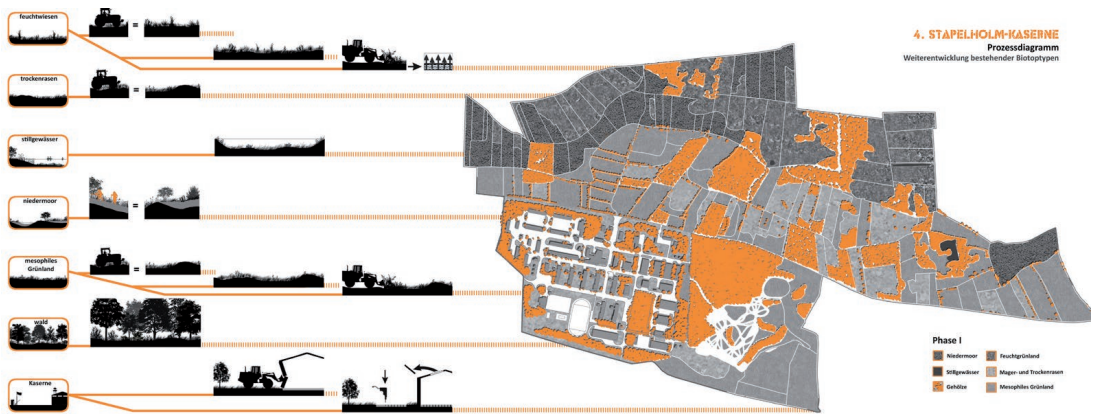 feuchtwiesen
=
trockenrasen
=
stillgewässer
niedermoor
=
mesophiles
Grünland
=
wald
Kaserne
4. STAPELHOLM-KASERNE
Prozessdiagramm
Weiterentwicklung bestehender Biotoptypen
Phase I
Niedermoor
Feuchtgrünland
Stillgewässer
Mager- und Trockenrasen
Gehölze
Mesophiles Grünland